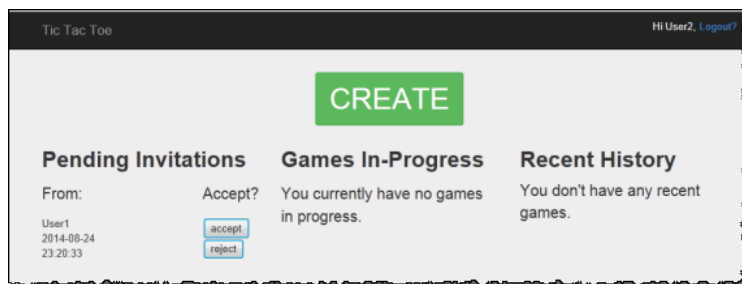 Tic Tac Toe
Hi User2, Logout?
CREATE
Pending Invitations
From: Accept?
User1
2014-08-24
23:20:33
accept
reject
Games In-Progress
You currently have no games
in progress.
Recent History
You don't have any recent
games.